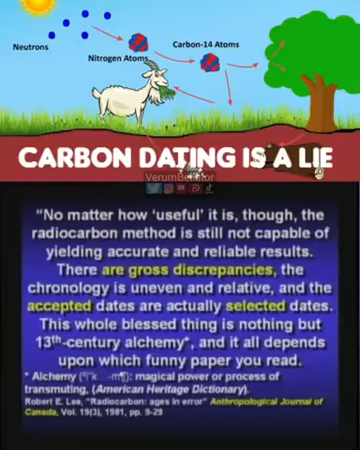 Neutrons
Nitrogen Atoms
Carbon-14 Atoms
CARBON DATING IS A LIE
“No matter how ‘useful’ it is, though, the
radiocarbon method is still not capable of
yielding accurate and reliable results.
There are gross discrepancies, the
chronology is uneven and relative, and the
accepted dates are actually selected dates.
This whole blessed thing is nothing but
13th-century alchemy*, and it all depends
upon which funny paper you read.
* Alchemy magical power or process of
transmuting, (American Heritage Dictionary).
Robert E. Lee, “Radiocarbon: ages in error” Anthropological Journal of
Canada, Vol. 19(3), 1981, pp. 9-29